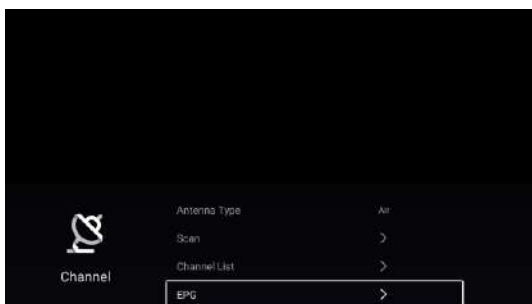 Antenna Type Air
Scan
Channel List
Channel
EPG